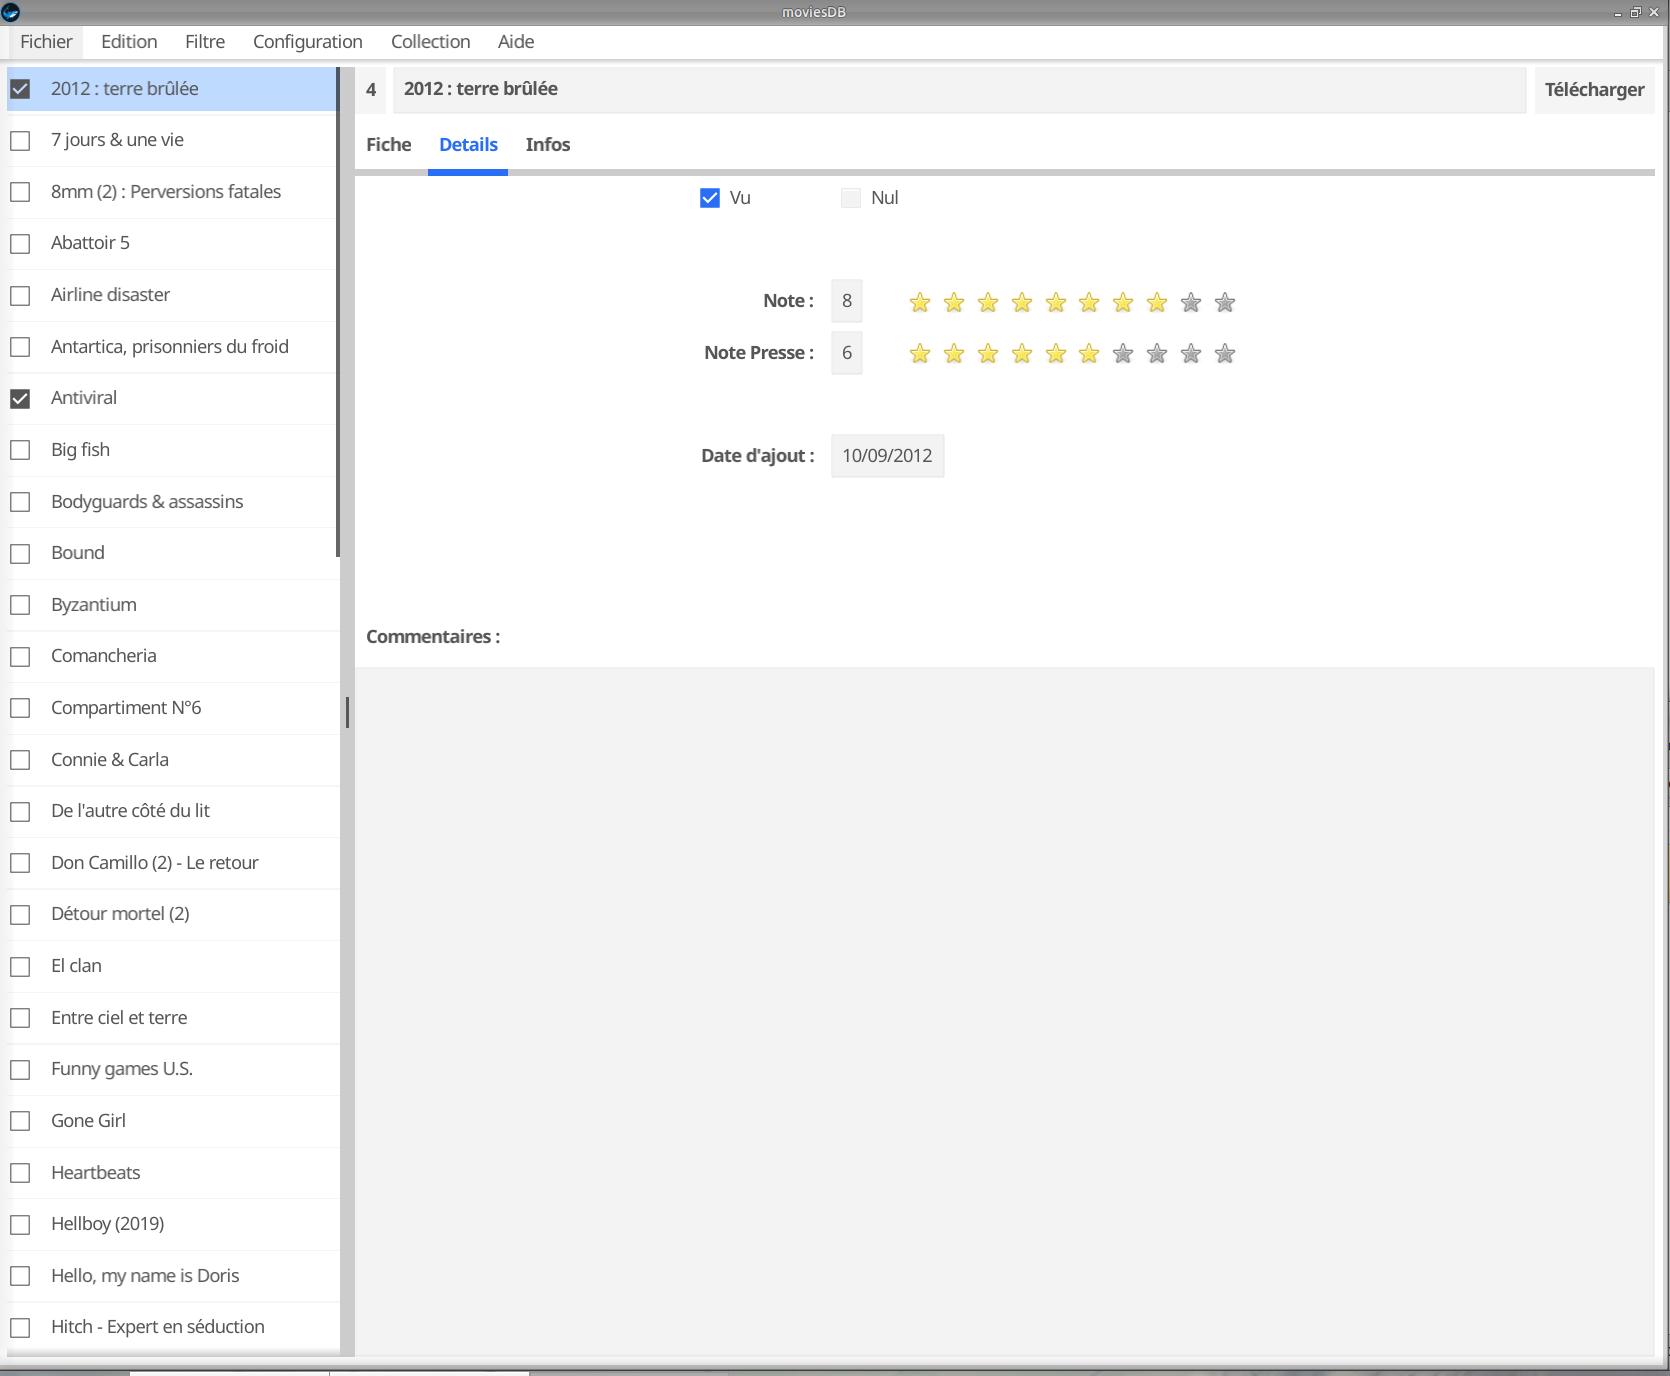 moviesDB
Fichier Edition Filtre Configuration Collection Aide
2012 : terre brûlée
7 jours & une vie
8mm (2) : Perversions fatales
Abattoir 5
Airline disaster
Antartica, prisonniers du froid
Antiviral
Big fish
Bodyguards & assassins
Bound
Byzantium
Comancheria
Compartiment N°6
Connie & Carla
De l'autre côté du lit
Don Camillo (2) - Le retour
Détour mortel (2)
El clan
Entre ciel et terre
Funny games U.S.
Gone Girl
Heartbeats
Hellboy (2019)
Hello, my name is Doris
Hitch - Expert en séduction
4 2012 : terre brûlée Télécharger
Fiche Details Infos
Vu Nul
Note : 8
Note Presse : 6
Date d'ajout : 10/09/2012
Commentaires :